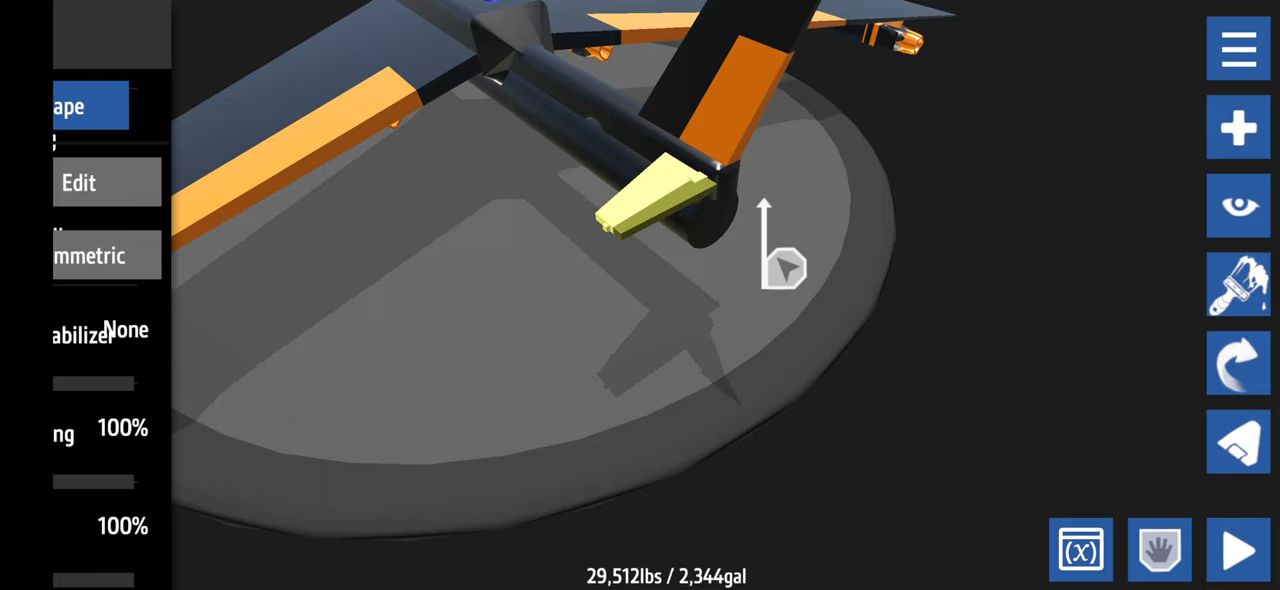 ape
Edit
mmetric
abilizer None
ng 100%
100%
29,512lbs / 2,344gal
(x)